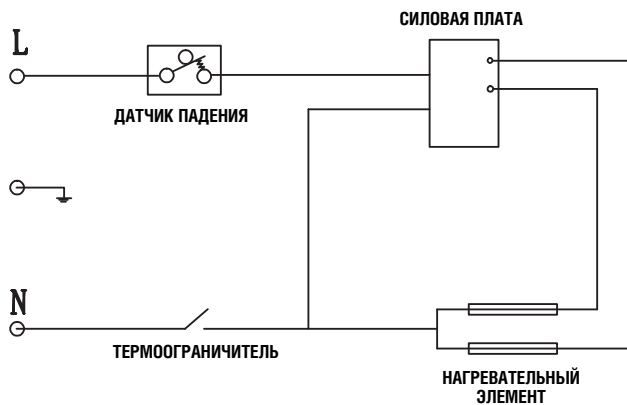 СИЛОВАЯ ПЛАТА
L
ДАТЧИК ПАДЕНИЯ
N
ТЕРМООГРАНИЧИТЕЛЬ
НАГРЕВАТЕЛЬНЫЙ
ЭЛЕМЕНТ